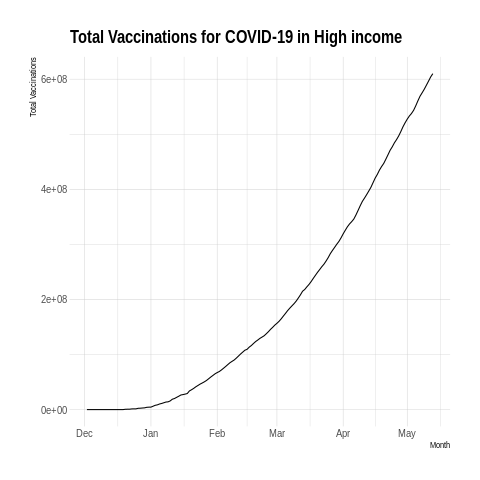 Total Vaccinations for COVID-19 in High income
Total Vaccinations
6e+08
4e+08
2e+08
0e+00
Dec Jan Feb Mar Apr May
Month